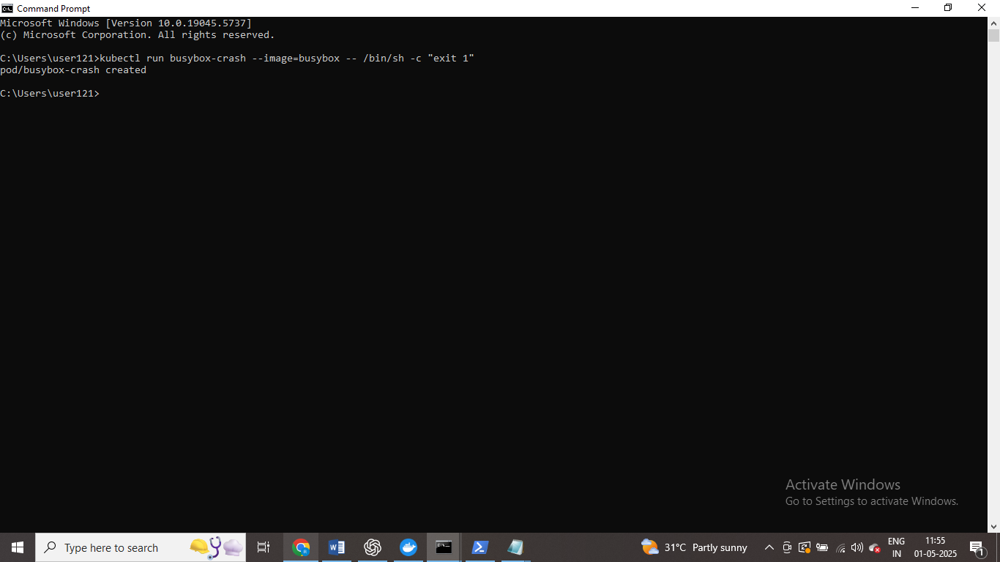 Command Prompt
Microsoft Windows [Version 10.0.19045.5737]
(c) Microsoft Corporation. All rights reserved.
C:\Users\user121>kubectl run busybox-crash --image=busybox -- /bin/sh -c "exit 1"
pod/busybox-crash created
C:\Users\user121>
Activate Windows
Go to Settings to activate Windows.
Type here to search
31°C Partly sunny
ENG
IN
11:55
01-05-2025
1